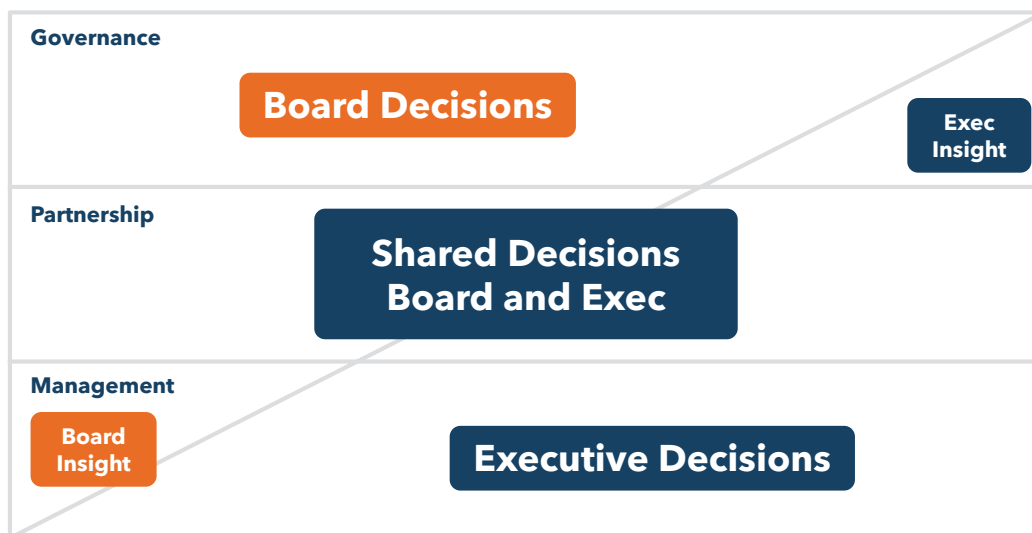 Governance
Board Decisions
Exec
Insight
Partnership
Shared Decisions
Board and Exec
Management
Board
Insight
Executive Decisions